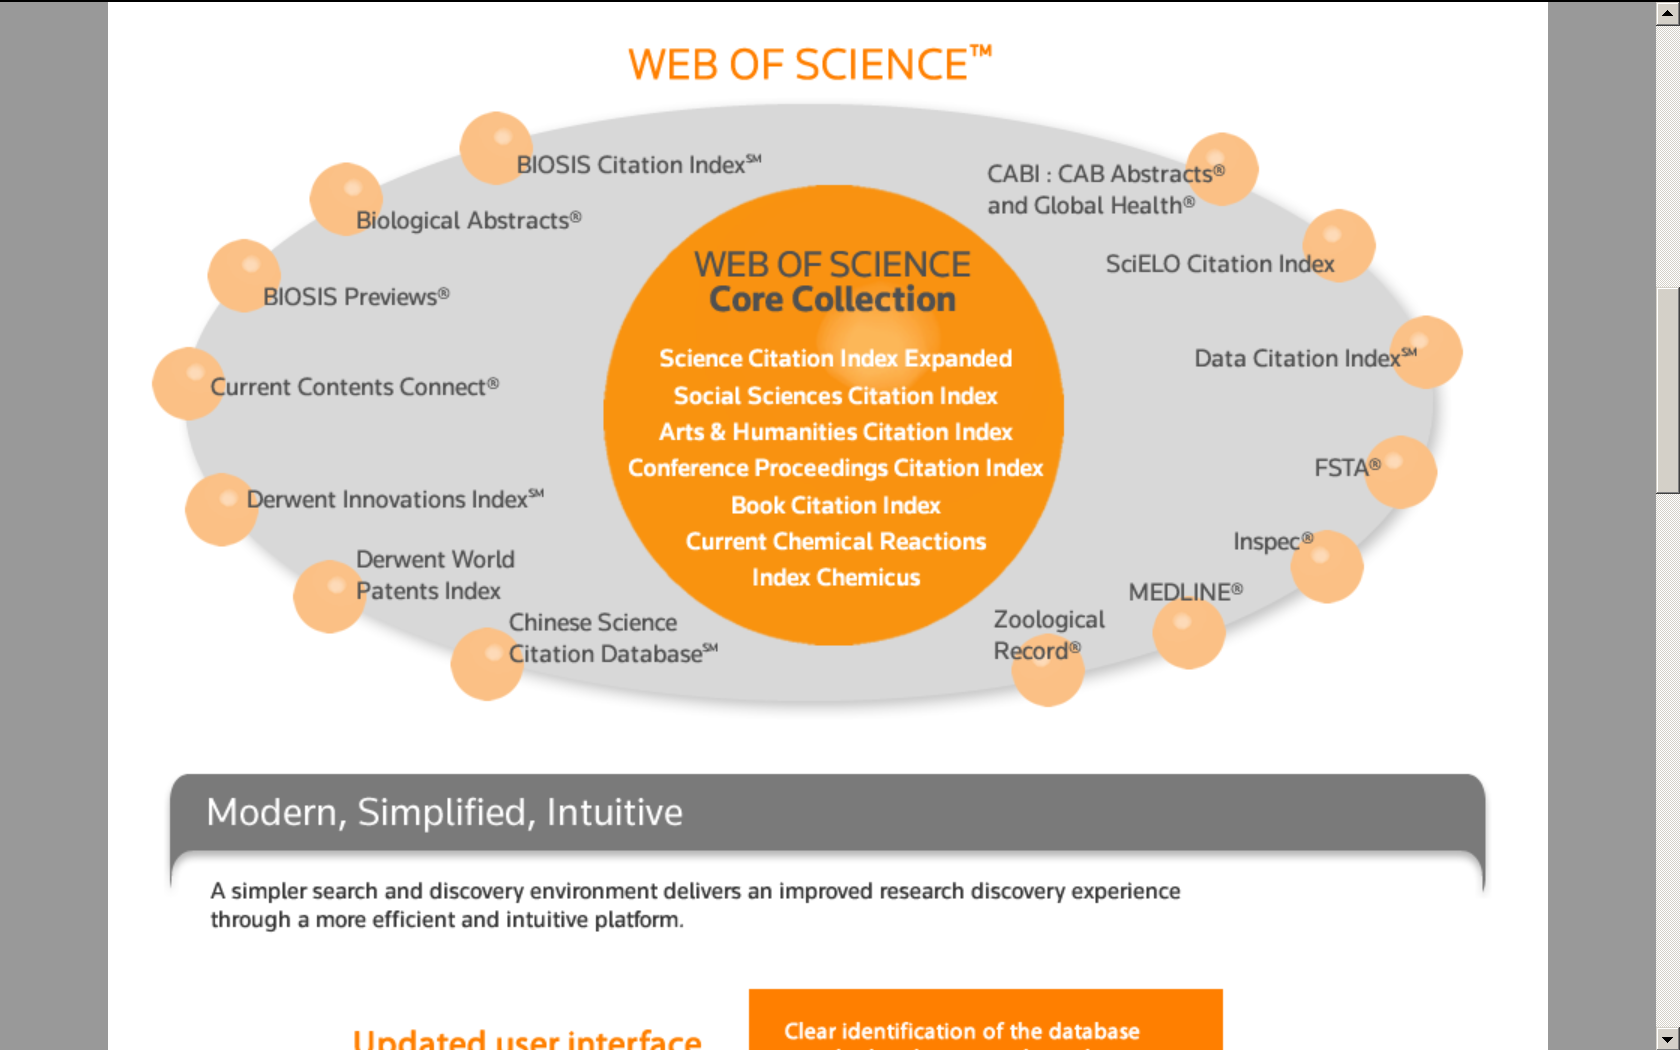 WEB OF SCIENCE™
BIOSIS Citation Index℠
Biological Abstracts®
BIOSIS Previews®
Current Contents Connect®
Derwent Innovations Index℠
Derwent World
Patents Index
Chinese Science
Citation Database℠
WEB OF SCIENCE
Core Collection
Science Citation Index Expanded
Social Sciences Citation Index
Arts & Humanities Citation Index
Conference Proceedings Citation Index
Book Citation Index
Current Chemical Reactions
Index Chemicus
CABI : CAB Abstracts®
and Global Health®
SciELO Citation Index
Data Citation Index℠
FSTA®
Inspec®
MEDLINE®
Zoological
Record®
Modern, Simplified, Intuitive
A simpler search and discovery environment delivers an improved research discovery experience
through a more efficient and intuitive platform.
Updated user interface
Clear identification of the database